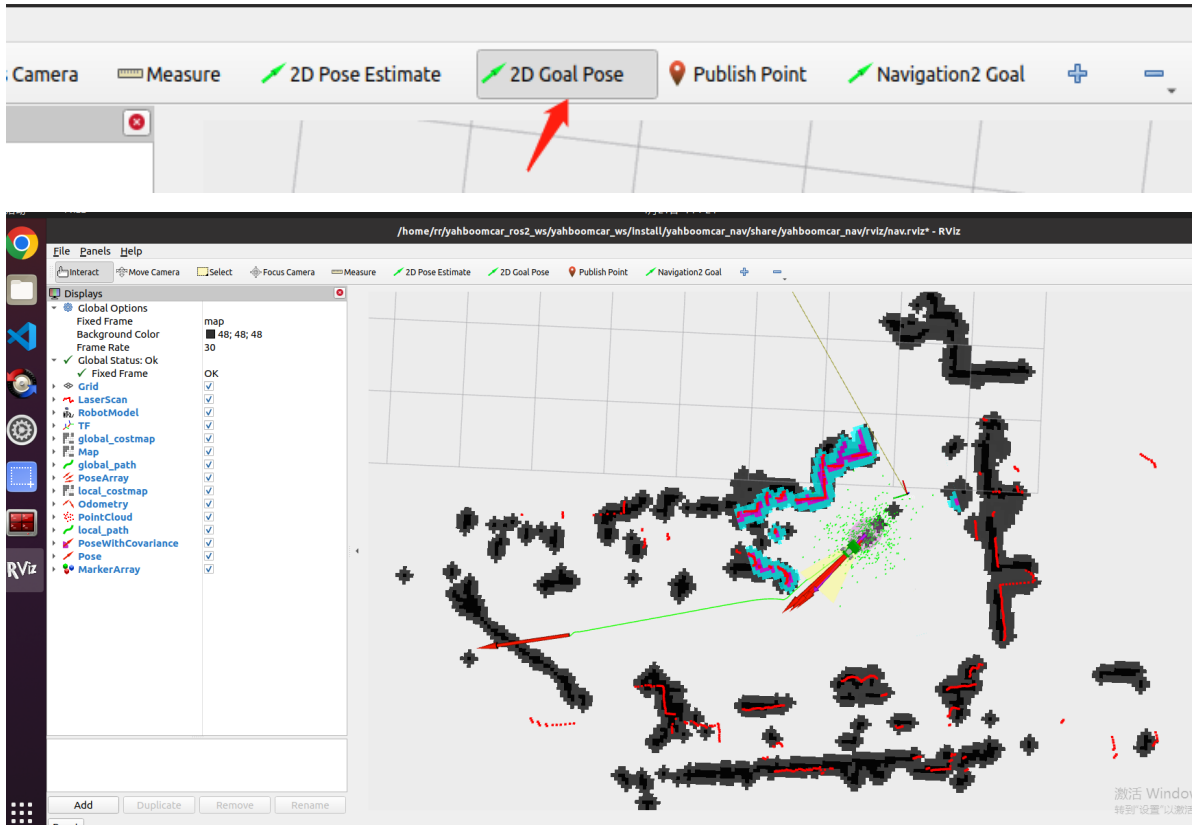 Camera Measure 2D Pose Estimate 2D Goal Pose Publish Point Navigation2 Goal
/home/rr/yahboomcar_ros2_ws/yahboomcar_ws/install/yahboomcar_nav/share/yahboomcar_nav/rviz/nav.rviz* - RViz
File Panels Help
Interact Move Camera Select Focus Camera Measure 2D Pose Estimate 2D Goal Pose Publish Point Navigation2 Goal
Displays
Global Options
Fixed Frame map
Background Color 48; 48; 48
Frame Rate 30
Global Status: Ok
Fixed Frame OK
Grid
LaserScan
RobotModel
TF
global_costmap
Map
global_path
PoseArray
local_costmap
Odometry
PointCloud
local_path
PoseWithCovariance
Pose
MarkerArray
RViz
Add Duplicate Remove Rename
激活 Window
转到"设置"以激活